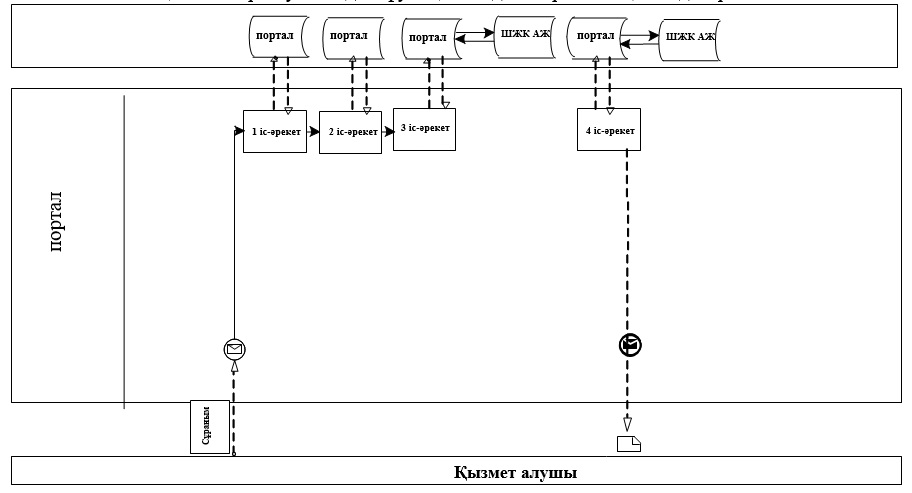 портал
портал
портал
ШЖК АЖ
портал
ШЖК АЖ
1 іс-әрекет
2 іс-әрекет
3 іс-әрекет
4 іс-әрекет
портал
Сұраным
Қызмет алушы